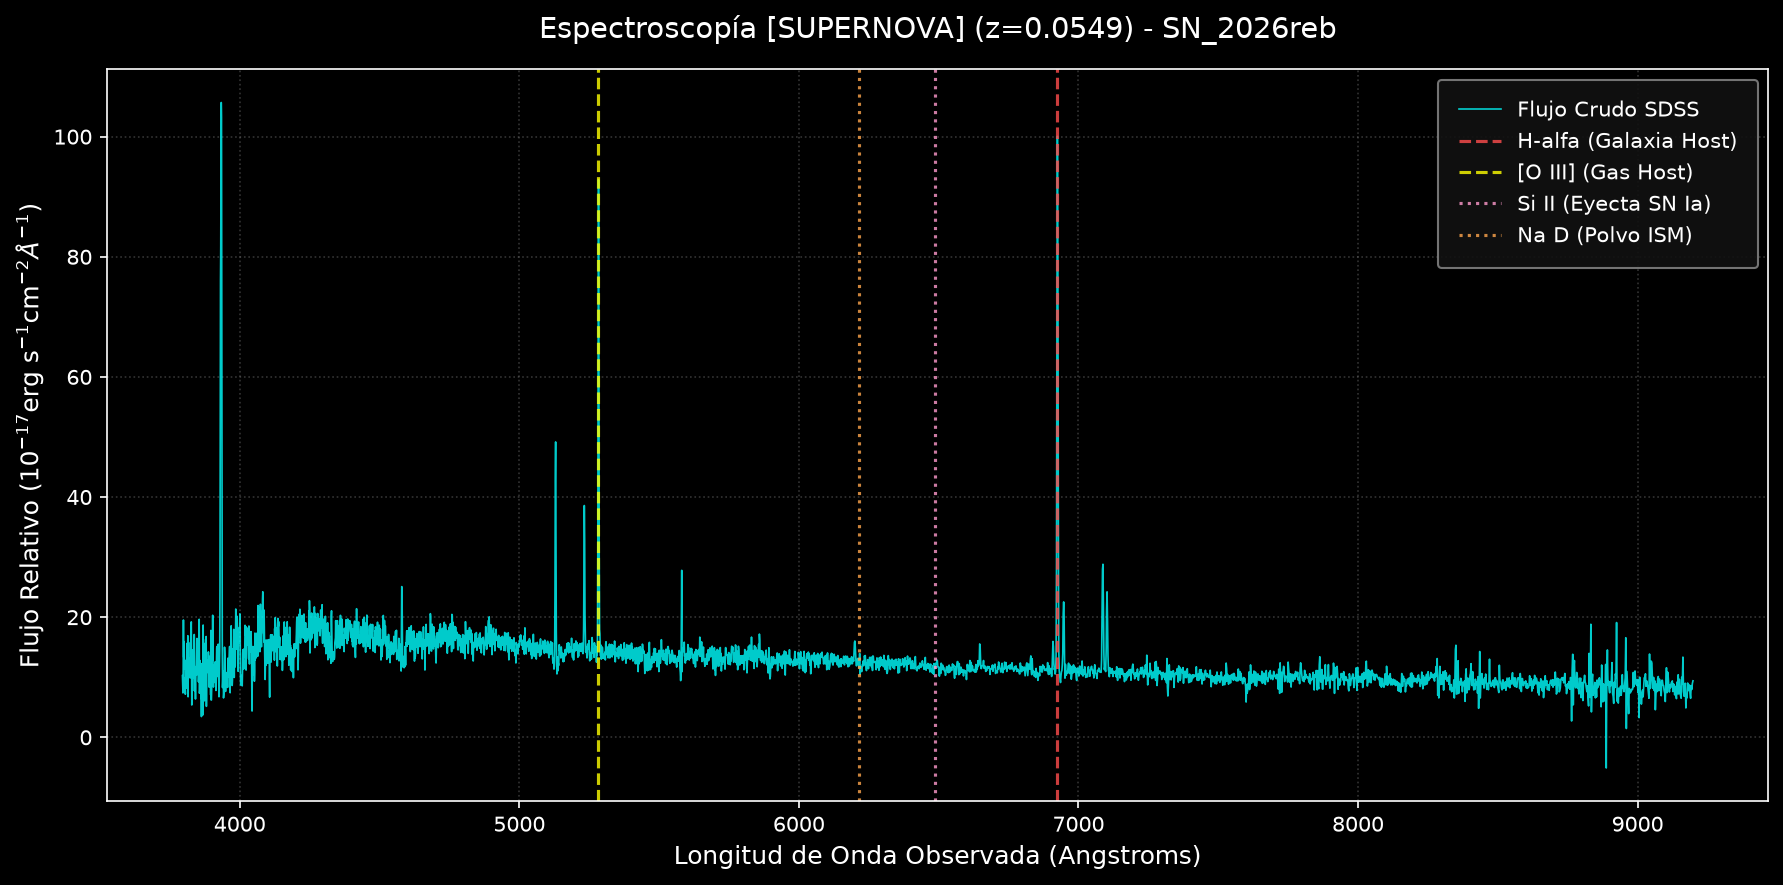 Espectroscopía [SUPERNOVA] (z=0.0549) - SN_2026reb
Flujo Crudo SDSS
H-alfa (Galaxia Host)
[O III] (Gas Host)
Si II (Eyecta SN Ia)
Na D (Polvo ISM)
Flujo Relativo (10⁻¹⁷erg s⁻¹cm⁻²Å⁻¹)
100
80
60
40
20
0
4000 5000 6000 7000 8000 9000
Longitud de Onda Observada (Angstroms)